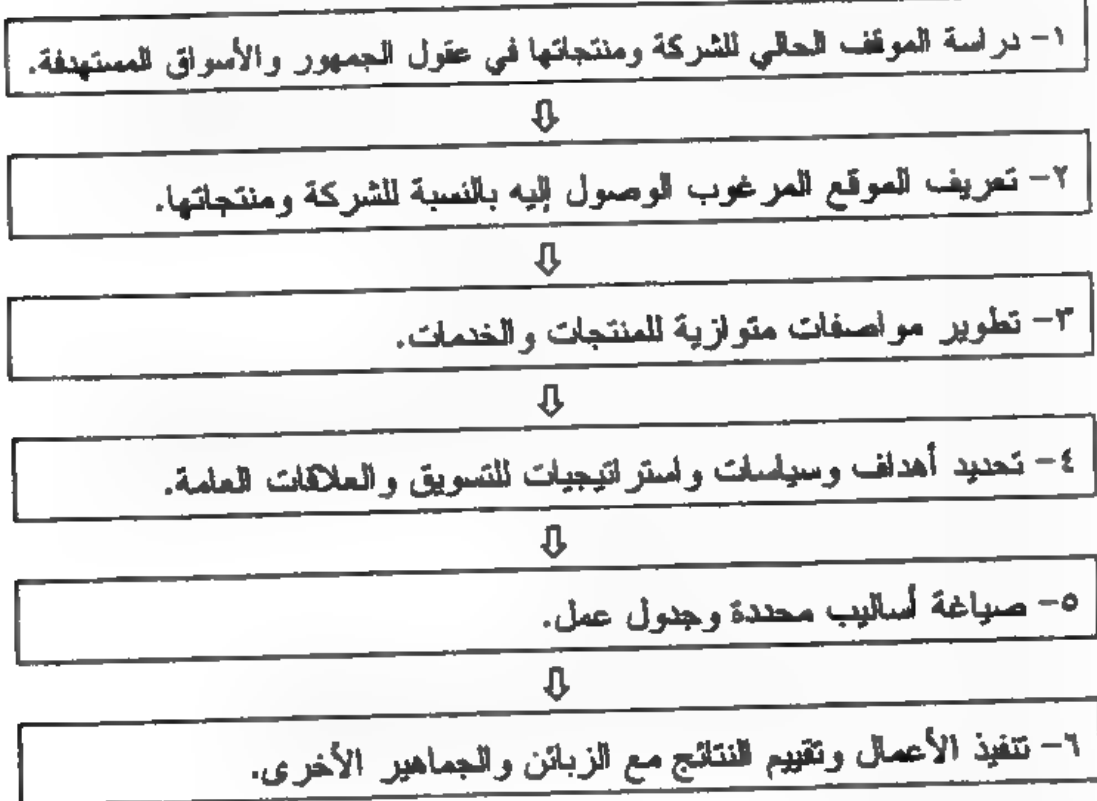 ١- دراسة الموقف الحالي للشركة ومنتجاتها في عقول الجمهور والأسواق المستهدفة.
٢- تعريف الموقع المرغوب الوصول إليه بالنسبة للشركة ومنتجاتها.
٣- تطوير مواصفات متوازية للمنتجات والخدمات.
٤- تحديد أهداف وسياسات واستراتيجيات للتسويق والعلاقات العامة.
٥- صياغة أساليب محددة وجدول عمل.
٦- تنفيذ الأعمال وتقييم النتائج مع الزبائن والجماهير الأخرى.